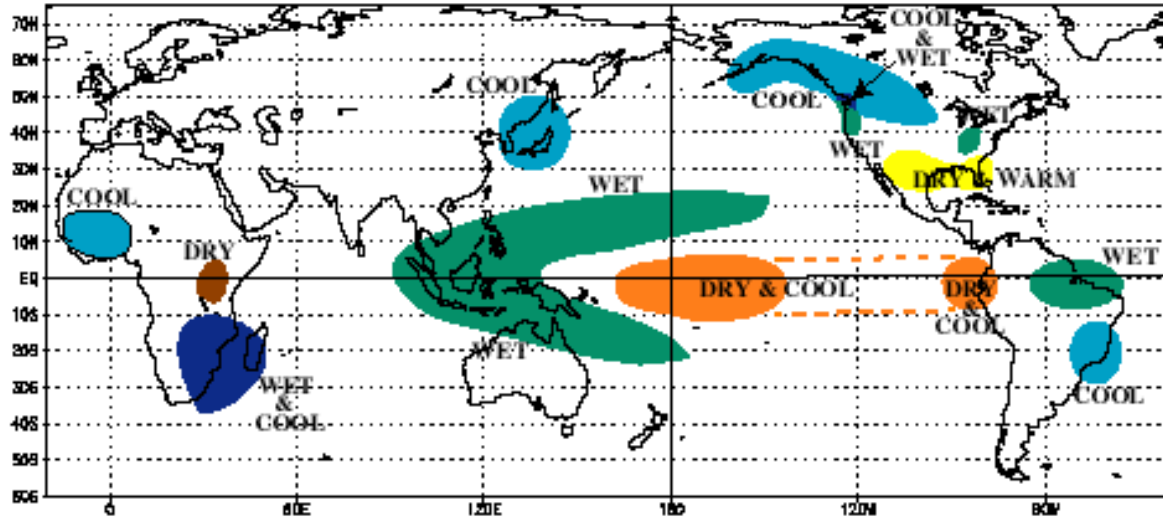 70N
60N
50N
40N
30N
20N
10N
EQ
10S
20S
30S
40S
50S
60S
0
60E
120E
180
120W
60W
COOL
&
WET
COOL
COOL
WET
WET
DRY & WARM
WET
COOL
DRY
DRY & COOL
DRY
&
COOL
WET
WET
WET
&
COOL
COOL